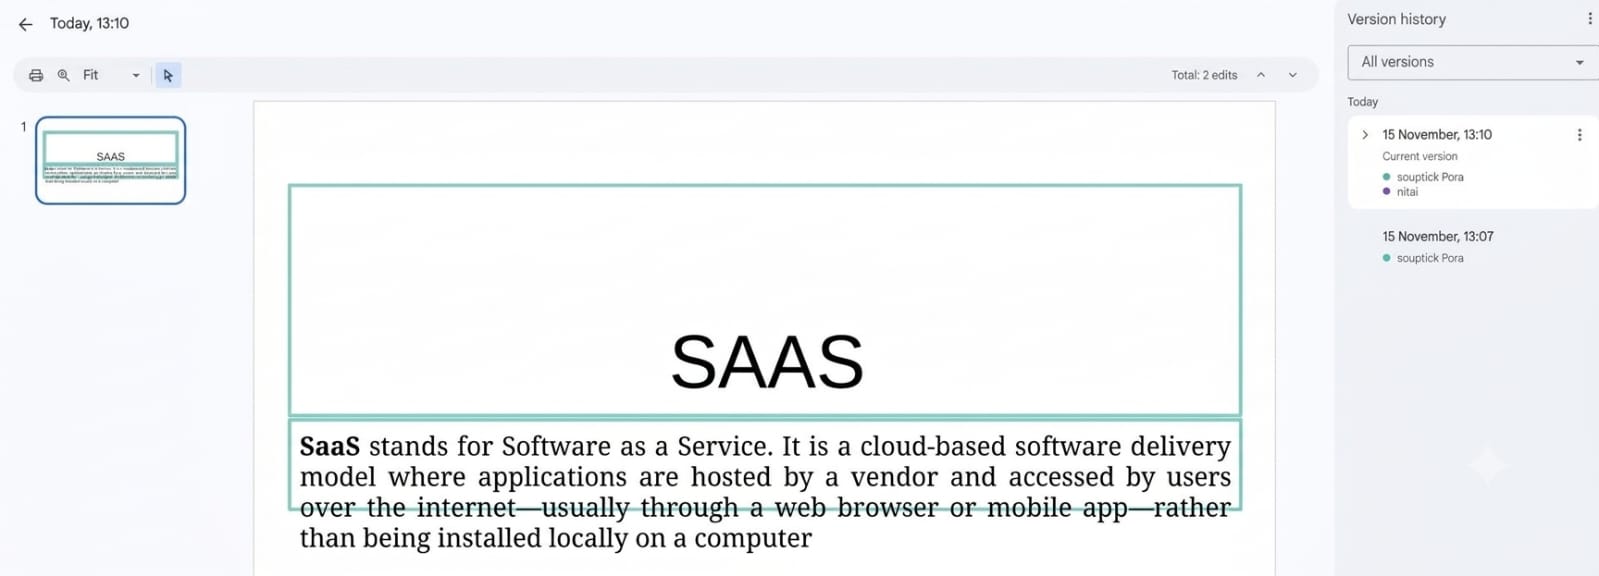 Today, 13:10
Fit
Total: 2 edits
1
SAAS
SAAS
SaaS stands for Software as a Service. It is a cloud-based software delivery
model where applications are hosted by a vendor and accessed by users
over the internet—usually through a web browser or mobile app—rather
than being installed locally on a computer
Version history
All versions
Today
15 November, 13:10
Current version
souptick Pora
nitai
15 November, 13:07
souptick Pora